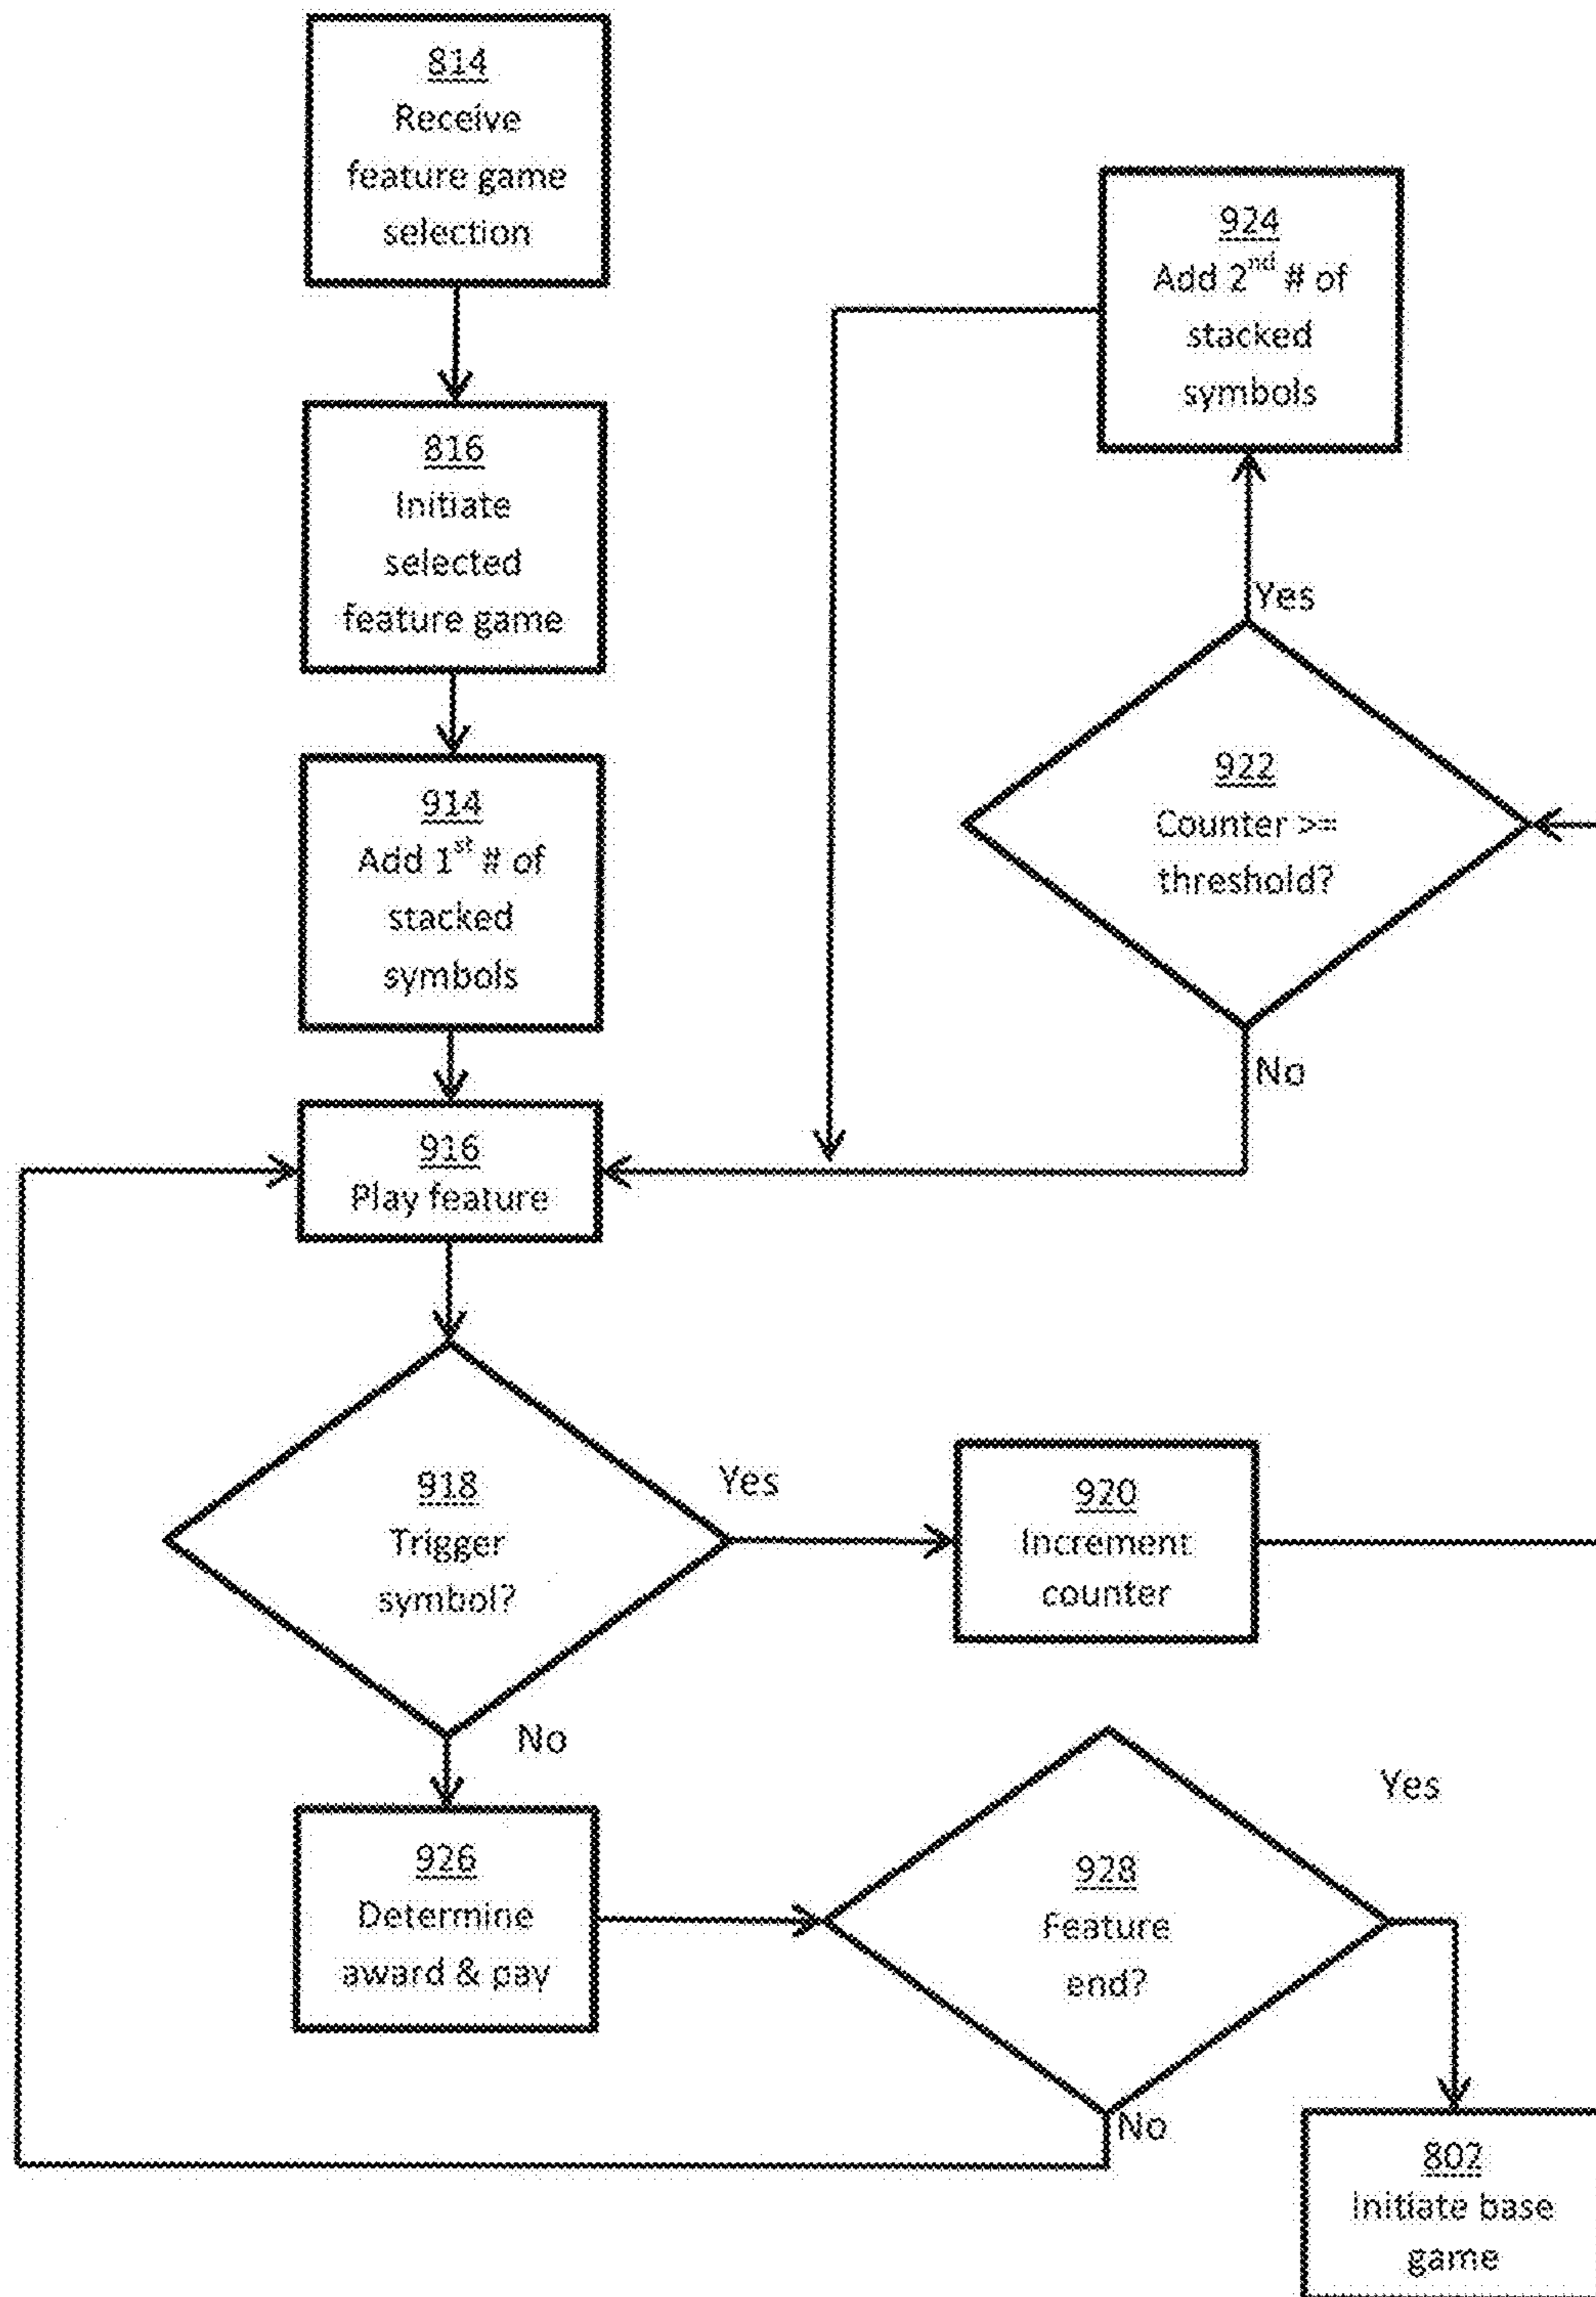 814
Receive
feature game
selection
816
Initiate
selected
feature game
914
Add 1st # of
stacked
symbols
916
Play feature
918
Trigger
symbol?
Yes
No
920
Increment
counter
922
Counter >=
threshold?
Yes
No
924
Add 2nd # of
stacked
symbols
926
Determine
award & pay
928
Feature
end?
Yes
No
802
Initiate base
game